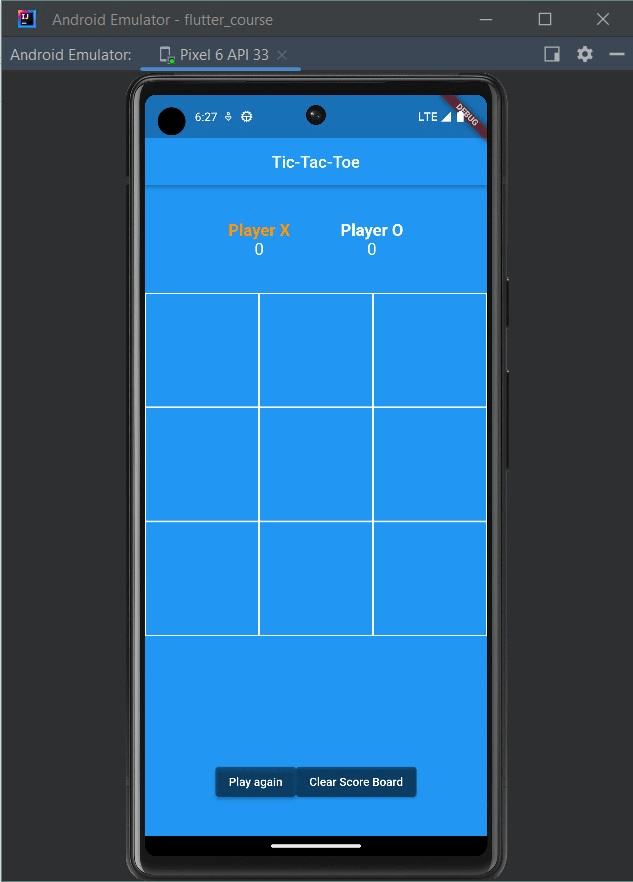 Android Emulator - flutter_course
Android Emulator: Pixel 6 API 33
6:27 LTE DEBUG
Tic-Tac-Toe
Player X Player O
0 0
Play again Clear Score Board